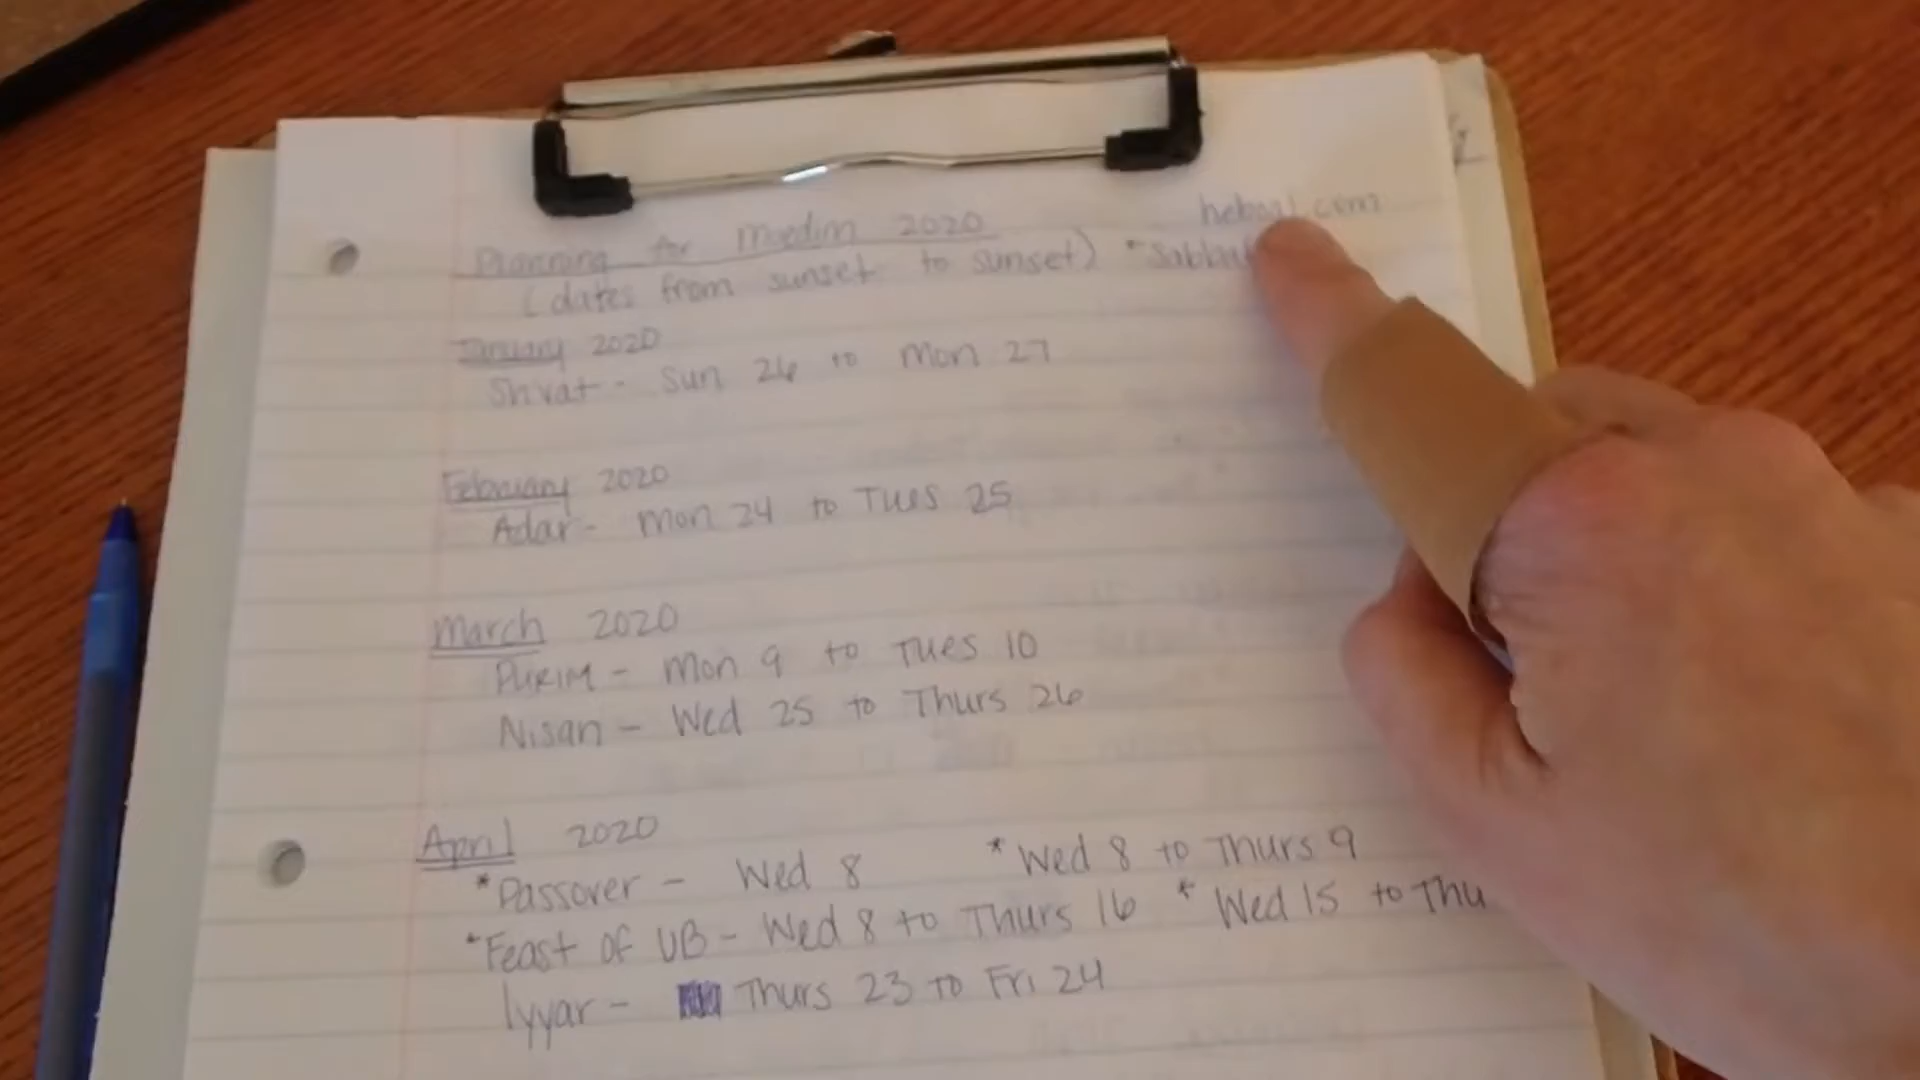 Planning for Moedim 2020
hebcal.com
(dates from sunset to sunset)
January 2020
Shvat - Sun 26 to Mon 27
February 2020
Adar - Mon 24 to Tues 25
March 2020
Purim - Mon 9 to Tues 10
Nisan - Wed 25 to Thurs 26
April 2020
*Passover - Wed 8 *Wed 8 to Thurs 9
*Feast of UB - Wed 8 to Thurs 16 *Wed 15 to Thu
Iyyar - Thurs 23 to Fri 24